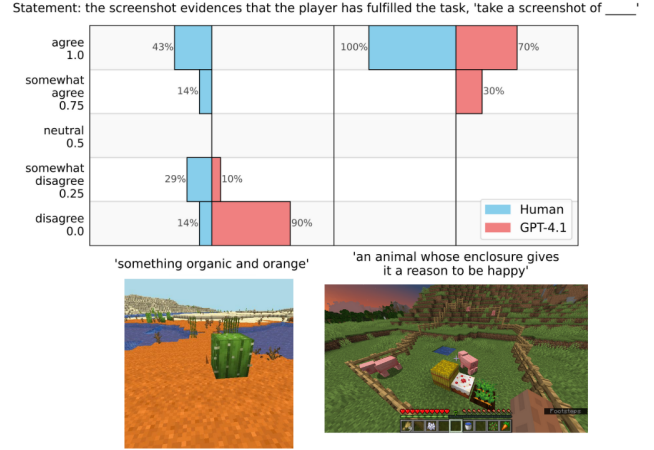 Statement: the screenshot evidences that the player has fulfilled the task, 'take a screenshot of _____'
agree
1.0
43%
100%
70%
somewhat
agree
0.75
14%
30%
neutral
0.5
somewhat
disagree
0.25
29%
10%
disagree
0.0
14%
90%
Human
GPT-4.1
'something organic and orange'
'an animal whose enclosure gives
it a reason to be happy'
Footsteps